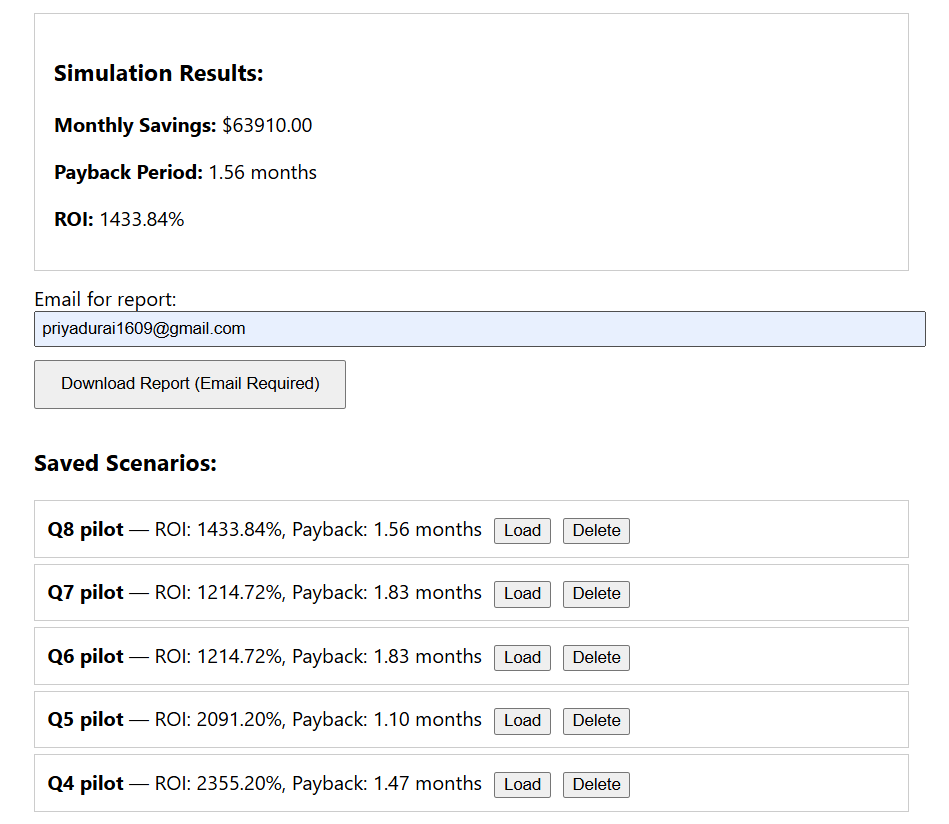 Simulation Results:
Monthly Savings: $63910.00
Payback Period: 1.56 months
ROI: 1433.84%
Email for report:
priyadurai1609@gmail.com
Download Report (Email Required)
Saved Scenarios:
Q8 pilot — ROI: 1433.84%, Payback: 1.56 months Load Delete
Q7 pilot — ROI: 1214.72%, Payback: 1.83 months Load Delete
Q6 pilot — ROI: 1214.72%, Payback: 1.83 months Load Delete
Q5 pilot — ROI: 2091.20%, Payback: 1.10 months Load Delete
Q4 pilot — ROI: 2355.20%, Payback: 1.47 months Load Delete